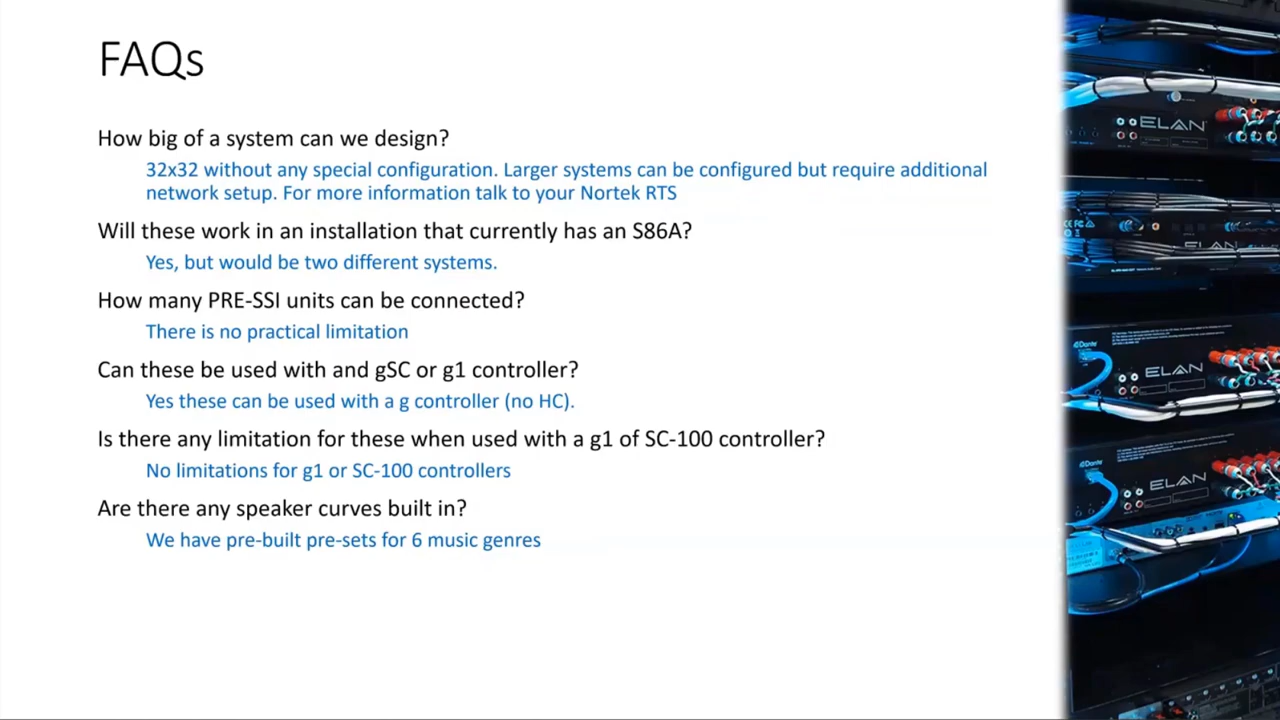 FAQs
How big of a system can we design?
32x32 without any special configuration. Larger systems can be configured but require additional
network setup. For more information talk to your Nortek RTS
Will these work in an installation that currently has an S86A?
Yes, but would be two different systems.
How many PRE-SSI units can be connected?
There is no practical limitation
Can these be used with and gSC or g1 controller?
Yes these can be used with a g controller (no HC).
Is there any limitation for these when used with a g1 of SC-100 controller?
No limitations for g1 or SC-100 controllers
Are there any speaker curves built in?
We have pre-built pre-sets for 6 music genres
ELAN
ELAN
Dante
ELAN
Dante
ELAN